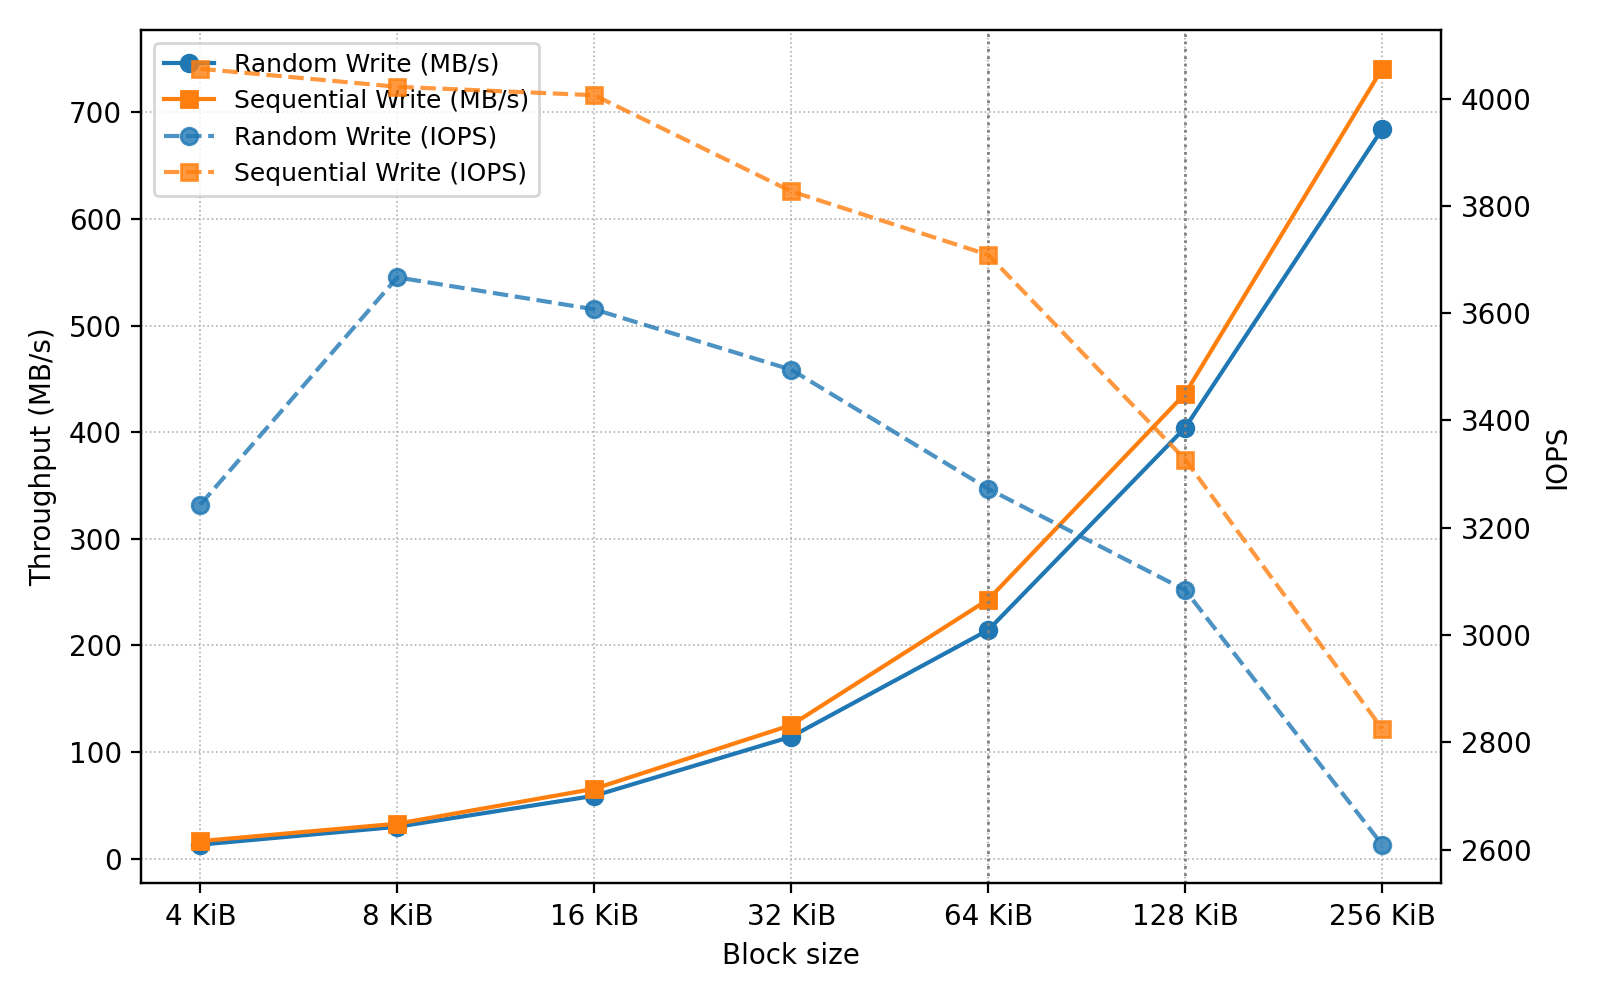 Random Write (MB/s)
Sequential Write (MB/s)
Random Write (IOPS)
Sequential Write (IOPS)
Throughput (MB/s)
700
600
500
400
300
200
100
0
4000
3800
3600
3400
3200
3000
2800
2600
IOPS
4 KiB 8 KiB 16 KiB 32 KiB 64 KiB 128 KiB 256 KiB
Block size